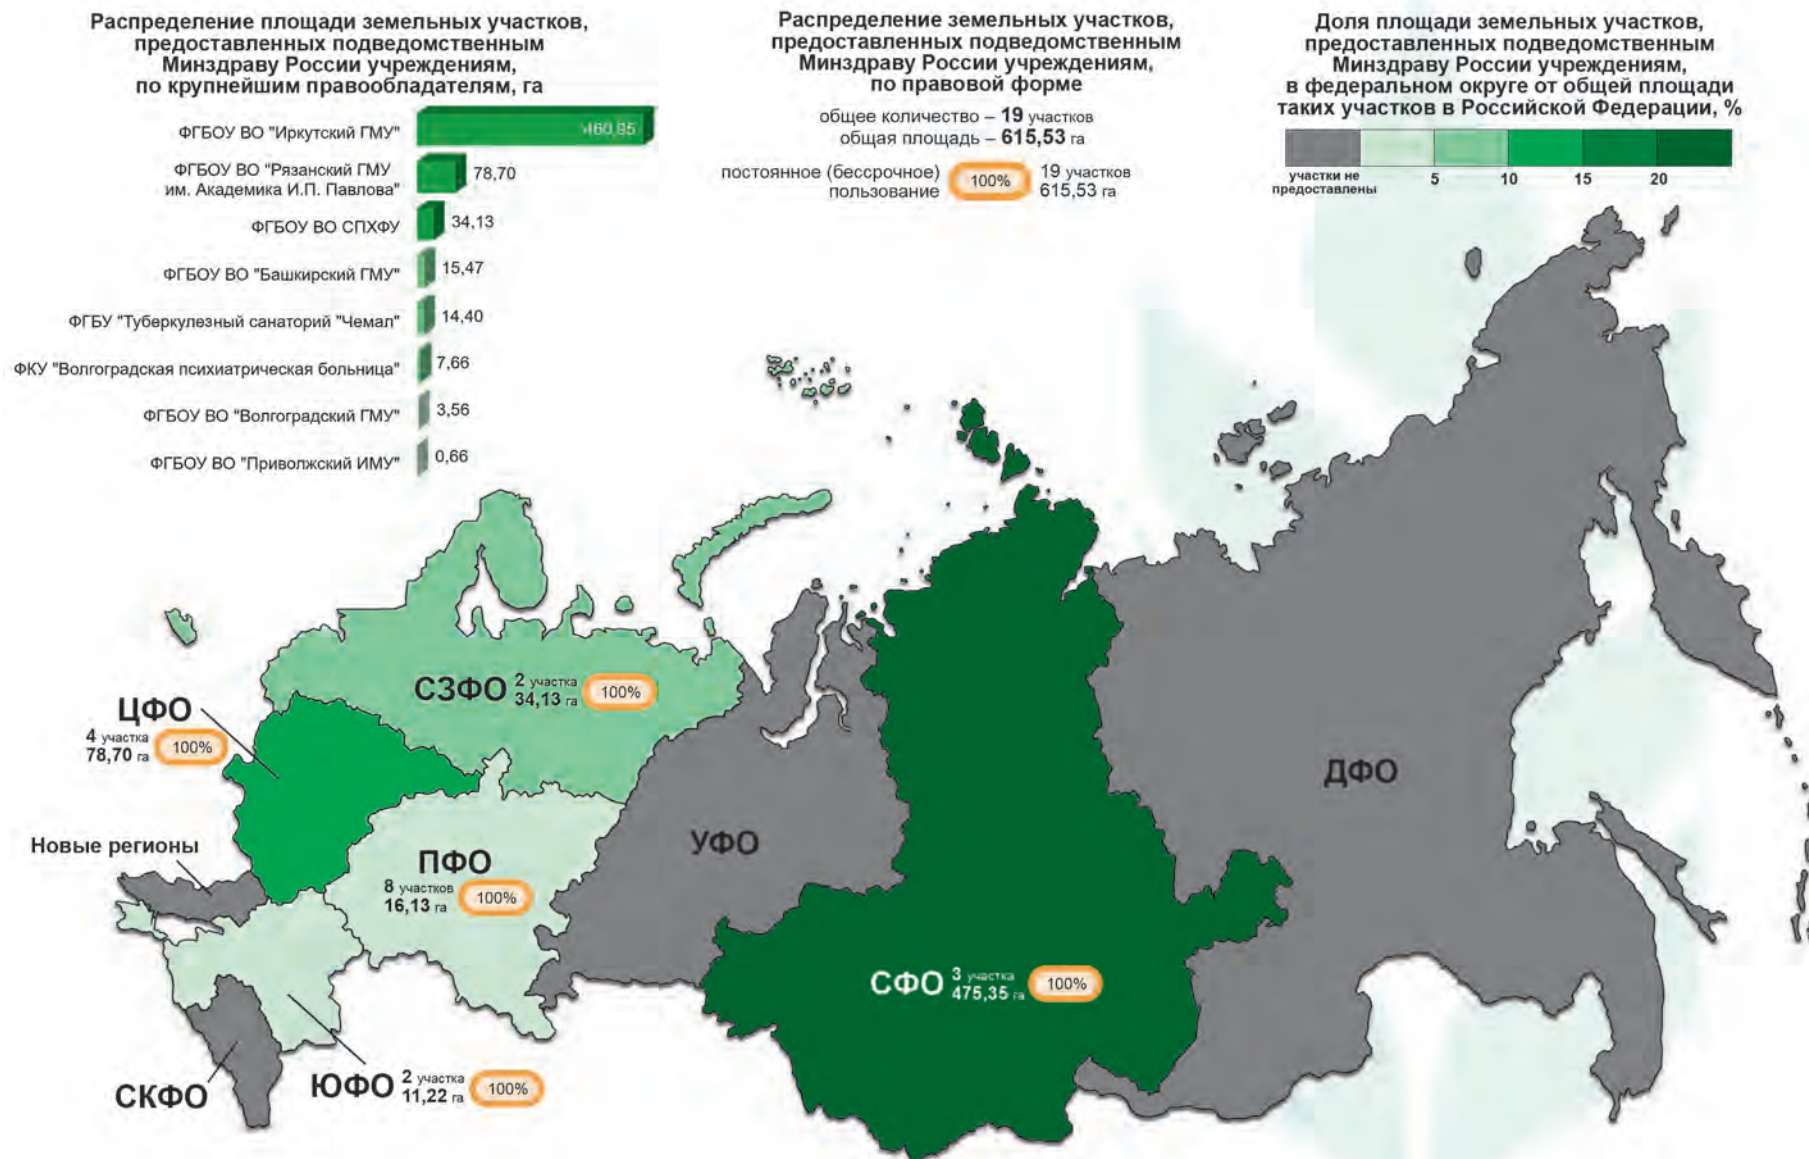 Распределение площади земельных участков,
предоставленных подведомственным
Минздраву России учреждениям,
по крупнейшим правообладателям, га
ФГБОУ ВО "Иркутский ГМУ"
460,95
ФГБОУ ВО "Рязанский ГМУ
им. Академика И.П. Павлова"
78,70
ФГБОУ ВО СПХФУ
34,13
ФГБОУ ВО "Башкирский ГМУ"
15,47
ФГБУ "Туберкулезный санаторий "Чемал"
14,40
ФКУ "Волгоградская психиатрическая больница"
7,66
ФГБОУ ВО "Волгоградский ГМУ"
3,56
ФГБОУ ВО "Приволжский ИМУ"
0,66
Распределение земельных участков,
предоставленных подведомственным
Минздраву России учреждениям,
по правовой форме
общее количество – 19 участков
общая площадь – 615,53 га
постоянное (бессрочное)
пользование
100%
19 участков
615,53 га
Доля площади земельных участков,
предоставленных подведомственным
Минздраву России учреждениям,
в федеральном округе от общей площади
таких участков в Российской Федерации, %
участки не
предоставлены
5 10 15 20
СЗФО
2 участка
34,13 га
100%
ЦФО
4 участка
78,70 га
100%
Новые регионы
ПФО
8 участков
16,13 га
100%
УФО
ДФО
СФО
3 участка
475,35 га
100%
СКФО
ЮФО
2 участка
11,22 га
100%